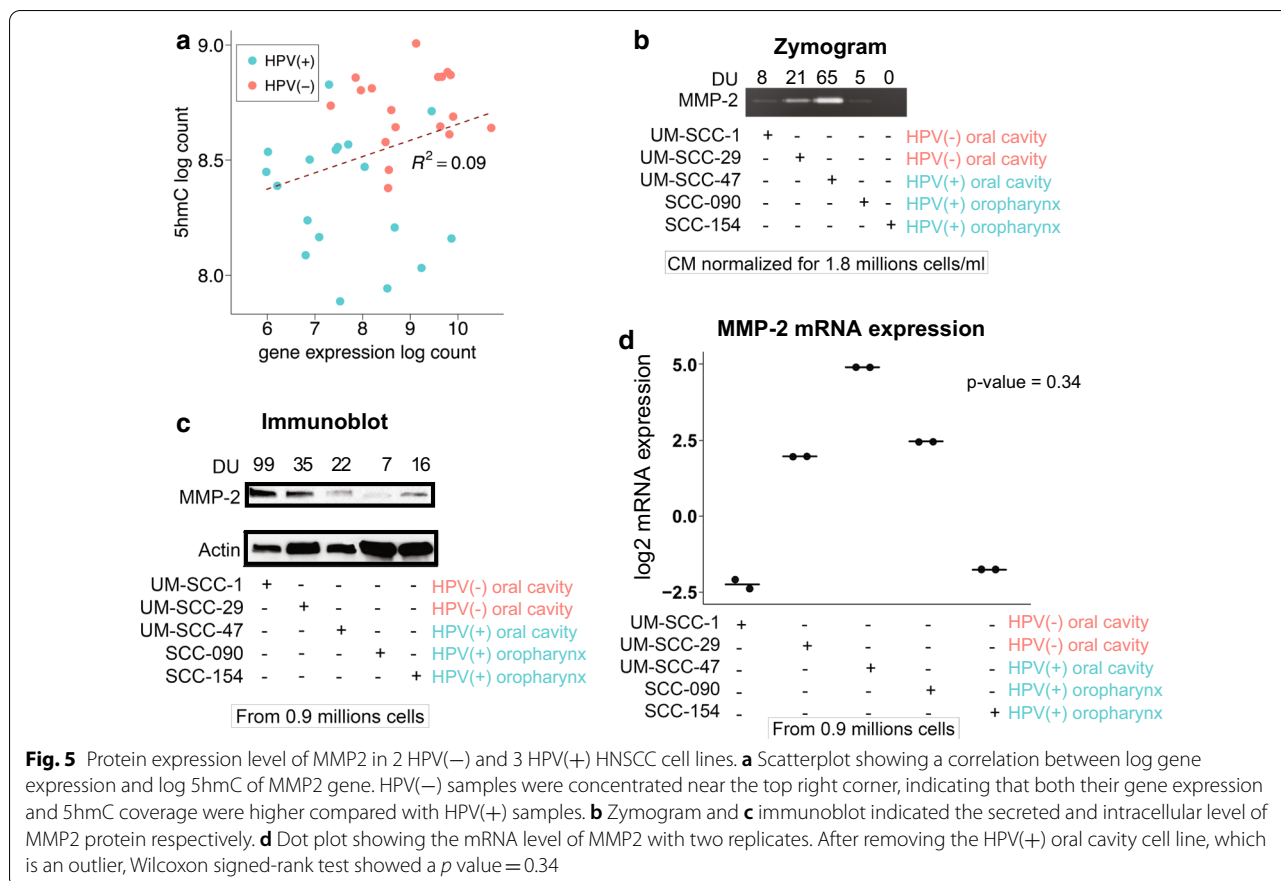 a
9.0
8.5
8.0
5hmC log count
HPV(+)
HPV(−)
R² = 0.09
6 7 8 9 10
gene expression log count
b
Zymogram
DU 8 21 65 5 0
MMP-2
UM-SCC-1 + - - - - HPV(-) oral cavity
UM-SCC-29 - + - - - HPV(-) oral cavity
UM-SCC-47 - - + - - HPV(+) oral cavity
SCC-090 - - - + - HPV(+) oropharynx
SCC-154 - - - - + HPV(+) oropharynx
CM normalized for 1.8 millions cells/ml
c
Immunoblot
DU 99 35 22 7 16
MMP-2
Actin
UM-SCC-1 + - - - - HPV(-) oral cavity
UM-SCC-29 - + - - - HPV(-) oral cavity
UM-SCC-47 - - + - - HPV(+) oral cavity
SCC-090 - - - + - HPV(+) oropharynx
SCC-154 - - - - + HPV(+) oropharynx
From 0.9 millions cells
d
MMP-2 mRNA expression
5.0
2.5
0.0
−2.5
log2 mRNA expression
p-value = 0.34
UM-SCC-1 + - - - - HPV(-) oral cavity
UM-SCC-29 - + - - - HPV(-) oral cavity
UM-SCC-47 - - + - - HPV(+) oral cavity
SCC-090 - - - + - HPV(+) oropharynx
SCC-154 - - - - + HPV(+) oropharynx
From 0.9 millions cells
Fig. 5 Protein expression level of MMP2 in 2 HPV(−) and 3 HPV(+) HNSCC cell lines. a Scatterplot showing a correlation between log gene
expression and log 5hmC of MMP2 gene. HPV(−) samples were concentrated near the top right corner, indicating that both their gene expression
and 5hmC coverage were higher compared with HPV(+) samples. b Zymogram and c immunoblot indicated the secreted and intracellular level of
MMP2 protein respectively. d Dot plot showing the mRNA level of MMP2 with two replicates. After removing the HPV(+) oral cavity cell line, which
is an outlier, Wilcoxon signed-rank test showed a p value = 0.34